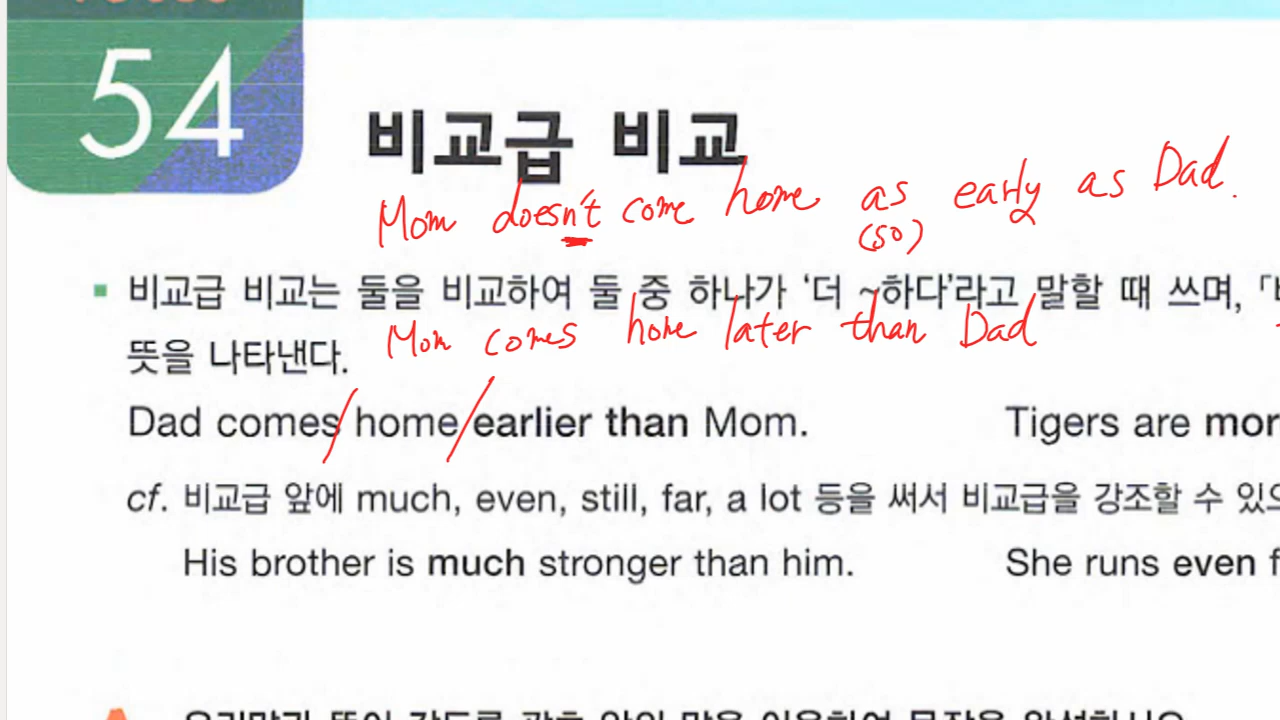 54
비교급 비교
Mom doesn't come home as early as Dad.
(so)
비교급 비교는 둘을 비교하여 둘 중 하나가 ‘더 ~하다’라고 말할 때 쓰며,
Mom comes home later than Dad
뜻을 나타낸다.
Dad comes/home/earlier than Mom. Tigers are
cf. 비교급 앞에 much, even, still, far, a lot 등을 써서 비교급을 강조할 수
His brother is much stronger than him. She runs even